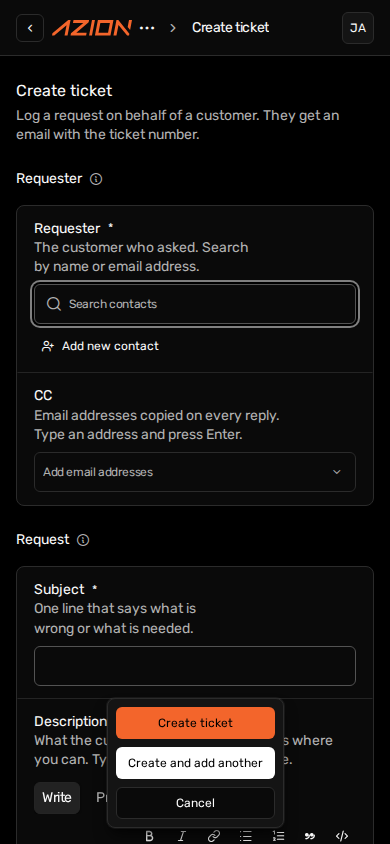 AZION ... > Create ticket JA
Create ticket
Log a request on behalf of a customer. They get an
email with the ticket number.
Requester
Requester *
The customer who asked. Search
by name or email address.
Search contacts
Add new contact
CC
Email addresses copied on every reply.
Type an address and press Enter.
Add email addresses
Request
Subject *
One line that says what is
wrong or what is needed.
Description
What the cu
s where
you can. Ty
e.
Write
Pr
Create ticket
Create and add another
Cancel
B I